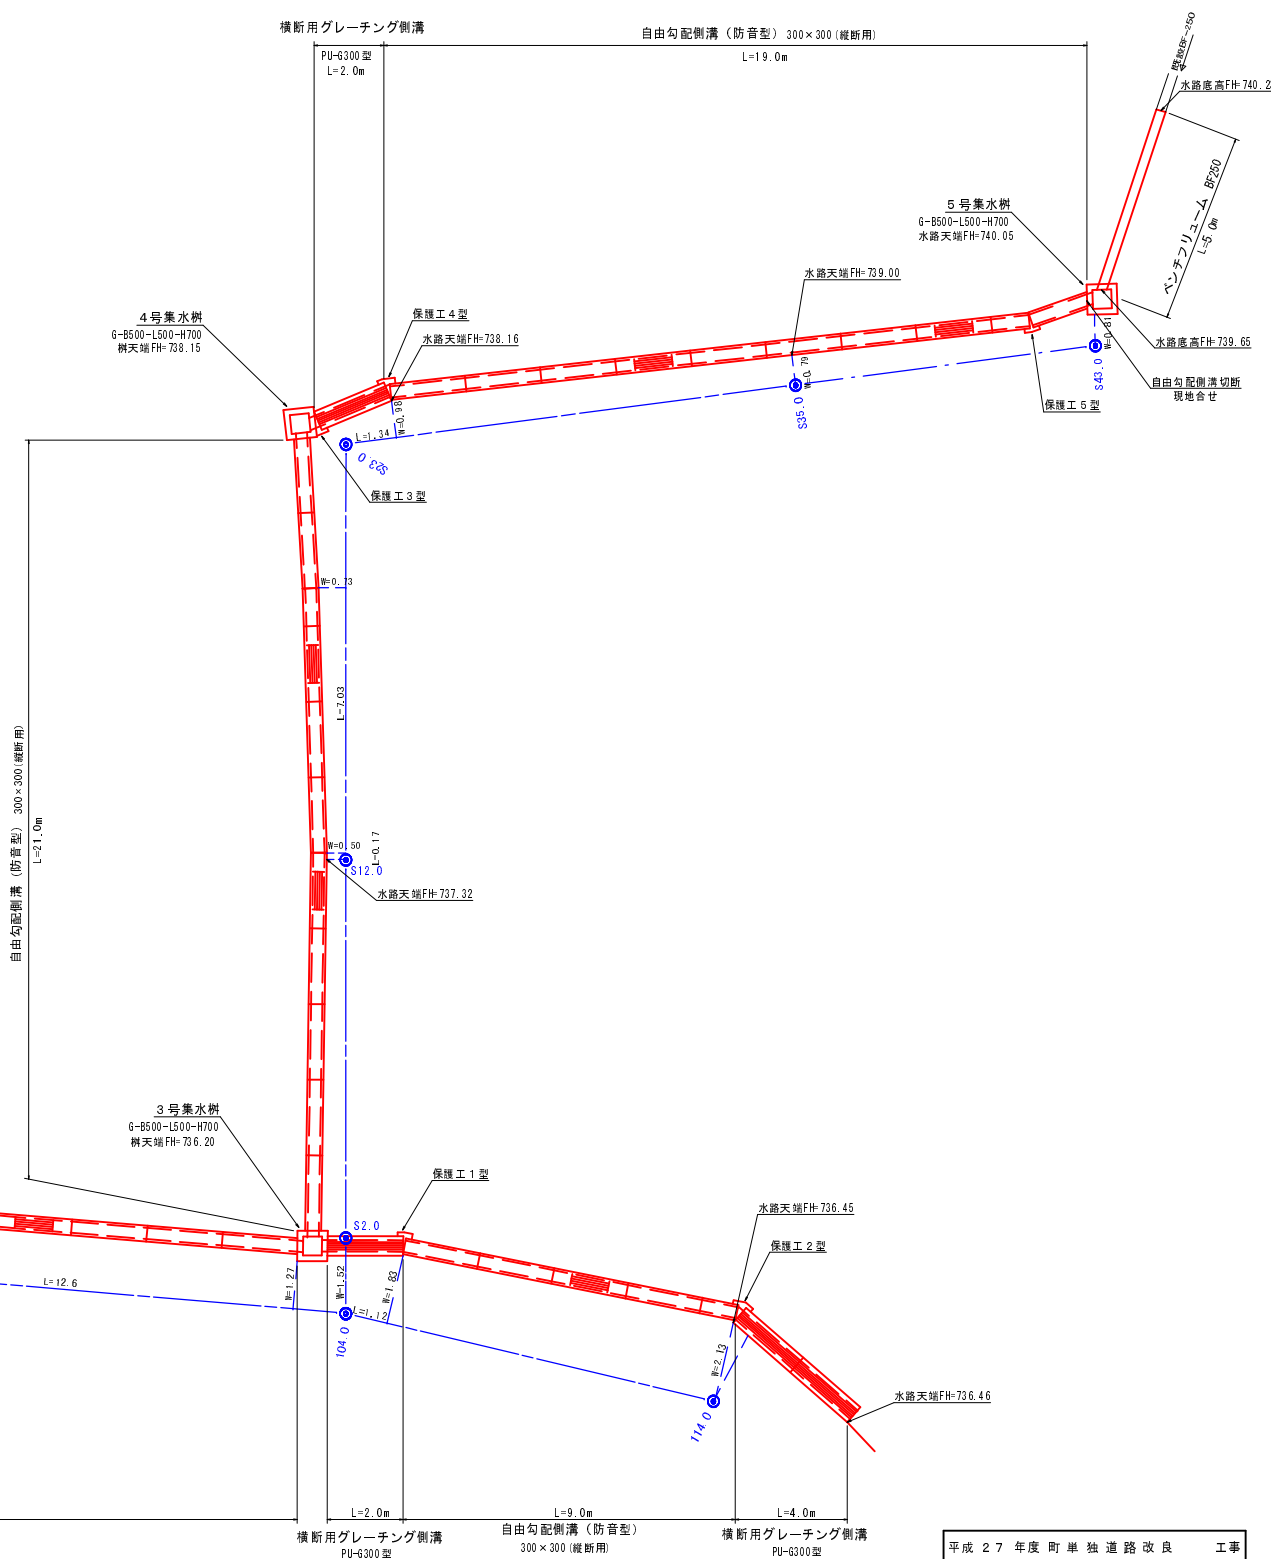 横断用グレーチング側溝
PU-G300型
L=2.0m
自由勾配側溝（防音型） 300×300(縦断用)
L=19.0m
既設BF-250
水路底高FH=740.2
ベンチフリューム BF250
L=5.0m
5号集水桝
G-B500-L500-H700
水路天端FH=740.05
水路天端FH=739.00
4号集水桝
G-B500-L500-H700
桝天端FH=738.15
保護工4型
水路天端FH=738.16
W=0.81
水路底高FH=739.65
S43.0
自由勾配側溝切断
現地合せ
保護工5型
W=0.79
S35.0
W=0.98
L=1.34
S23.0
保護工3型
W=0.73
L=7.03
自由勾配側溝（防音型） 300×300(縦断用)
L=21.0m
W=0.50
L=0.17
S12.0
水路天端FH=737.32
3号集水桝
G-B500-L500-H700
桝天端FH=736.20
保護工1型
S2.0
水路天端FH=736.45
保護工2型
L=12.6
W=1.27
W=1.52
W=1.83
L=1.12
104.0
W=2.13
114.0
水路天端FH=736.46
L=2.0m
横断用グレーチング側溝
PU-G300型
L=9.0m
自由勾配側溝（防音型）
300×300(縦断用)
L=4.0m
横断用グレーチング側溝
PU-G300型
平成 27 年度 町単独道路改良 工事